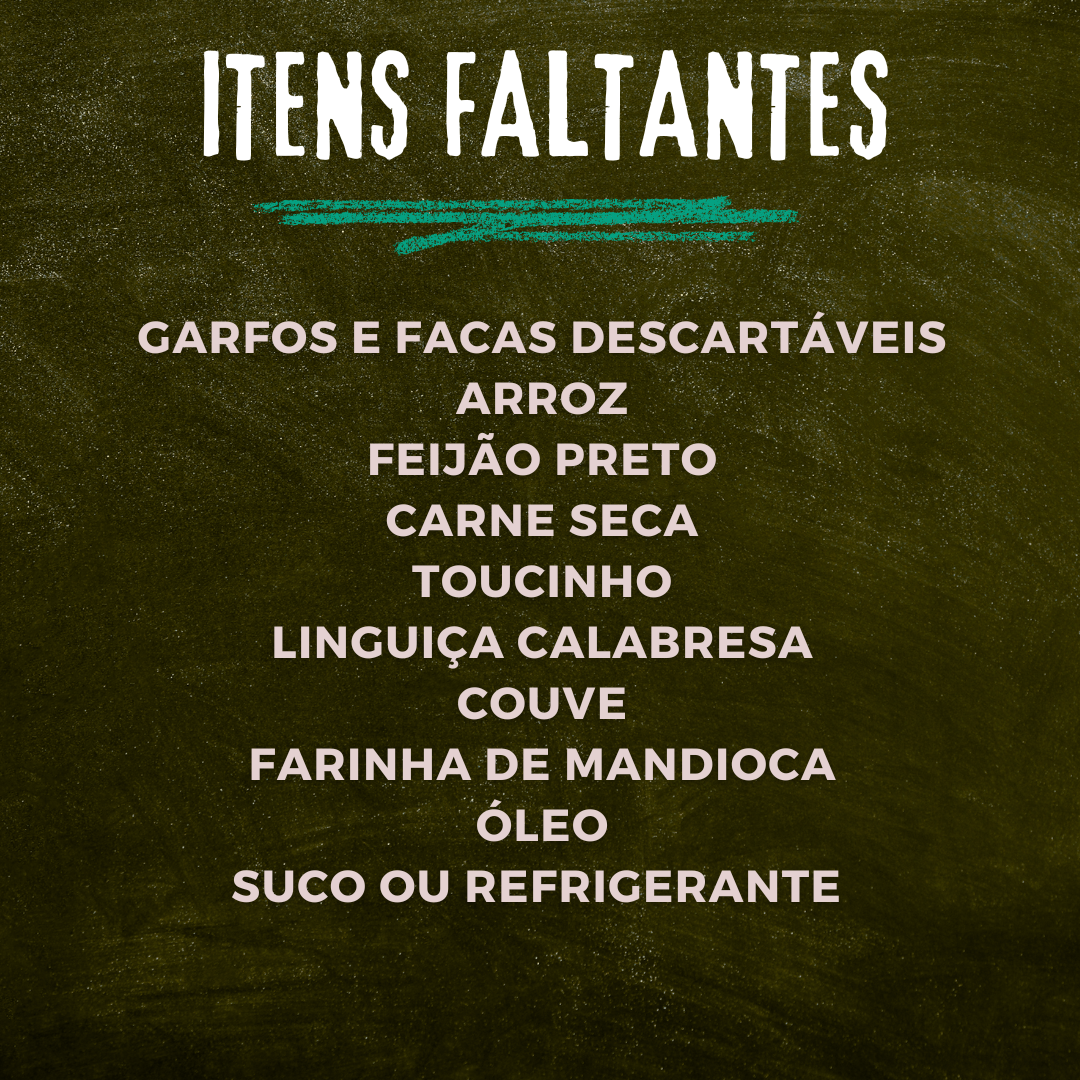 ITENS FALTANTES
GARFOS E FACAS DESCARTÁVEIS
ARROZ
FEIJÃO PRETO
CARNE SECA
TOUCINHO
LINGUIÇA CALABRESA
COUVE
FARINHA DE MANDIOCA
ÓLEO
SUCO OU REFRIGERANTE